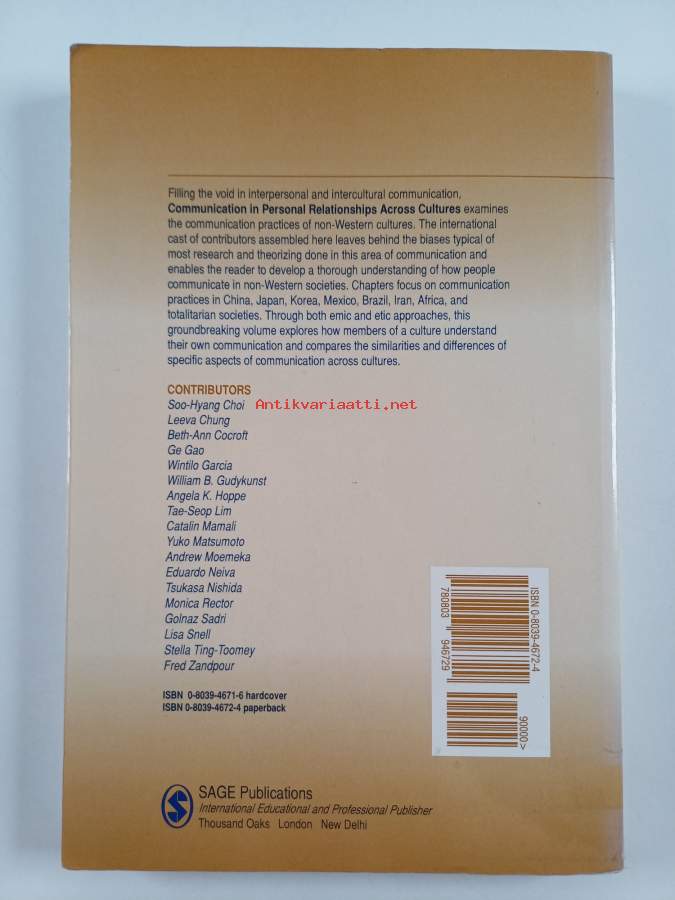 Filling the void in interpersonal and intercultural communication,
Communication in Personal Relationships Across Cultures examines
the communication practices of non-Western cultures. The international
cast of contributors assembled here leaves behind the biases typical of
most research and theorizing done in this area of communication and
enables the reader to develop a thorough understanding of how people
communicate in non-Western societies. Chapters focus on communication
practices in China, Japan, Korea, Mexico, Brazil, Iran, Africa, and
totalitarian societies. Through both emic and etic approaches, this
groundbreaking volume explores how members of a culture understand
their own communication and compares the similarities and differences of
specific aspects of communication across cultures.
CONTRIBUTORS
Soo-Hyang Choi
Antikvariaatti.net
Leeva Chung
Beth-Ann Cocroft
Ge Gao
Wintilo Garcia
William B. Gudykunst
Angela K. Hoppe
Tae-Seop Lim
Catalin Mamali
Yuko Matsumoto
Andrew Moemeka
Eduardo Neiva
Tsukasa Nishida
Monica Rector
Golnaz Sadri
Lisa Snell
Stella Ting-Toomey
Fred Zandpour
ISBN 0-8039-4671-6 hardcover
ISBN 0-8039-4672-4 paperback
ISBN 0-8039-4672-4
9 780803 946729
90000>
S
SAGE Publications
International Educational and Professional Publisher
Thousand Oaks London New Delhi